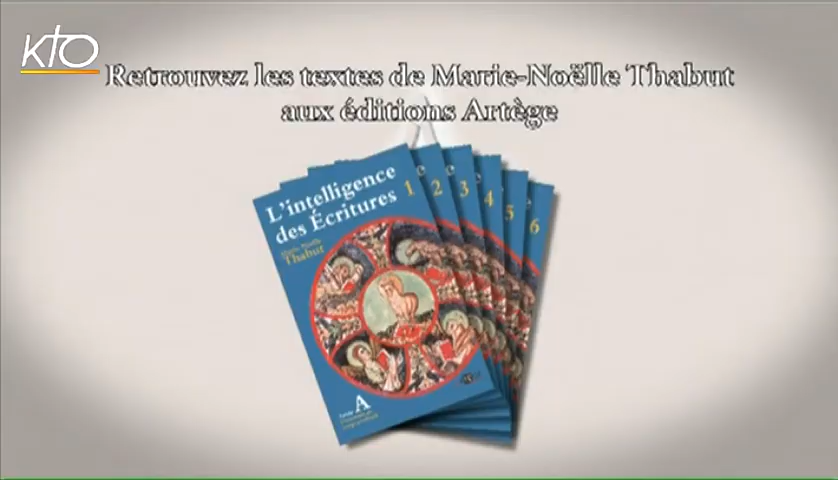 KTO
Retrouvez les textes de Marie-Noëlle Thabut
aux éditions Artège
L'intelligence
des Écritures
1
2
3
4
5
6
Marie-Noëlle
Thabut
Année A